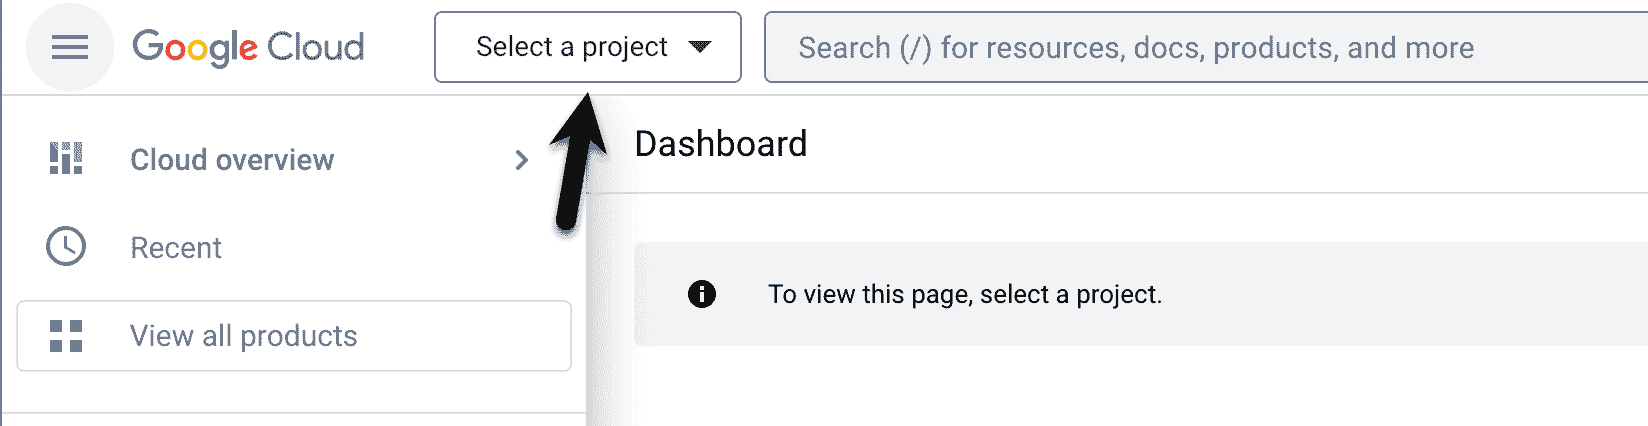 Google Cloud
Select a project
Search (/) for resources, docs, products, and more
Cloud overview
Dashboard
Recent
To view this page, select a project.
View all products